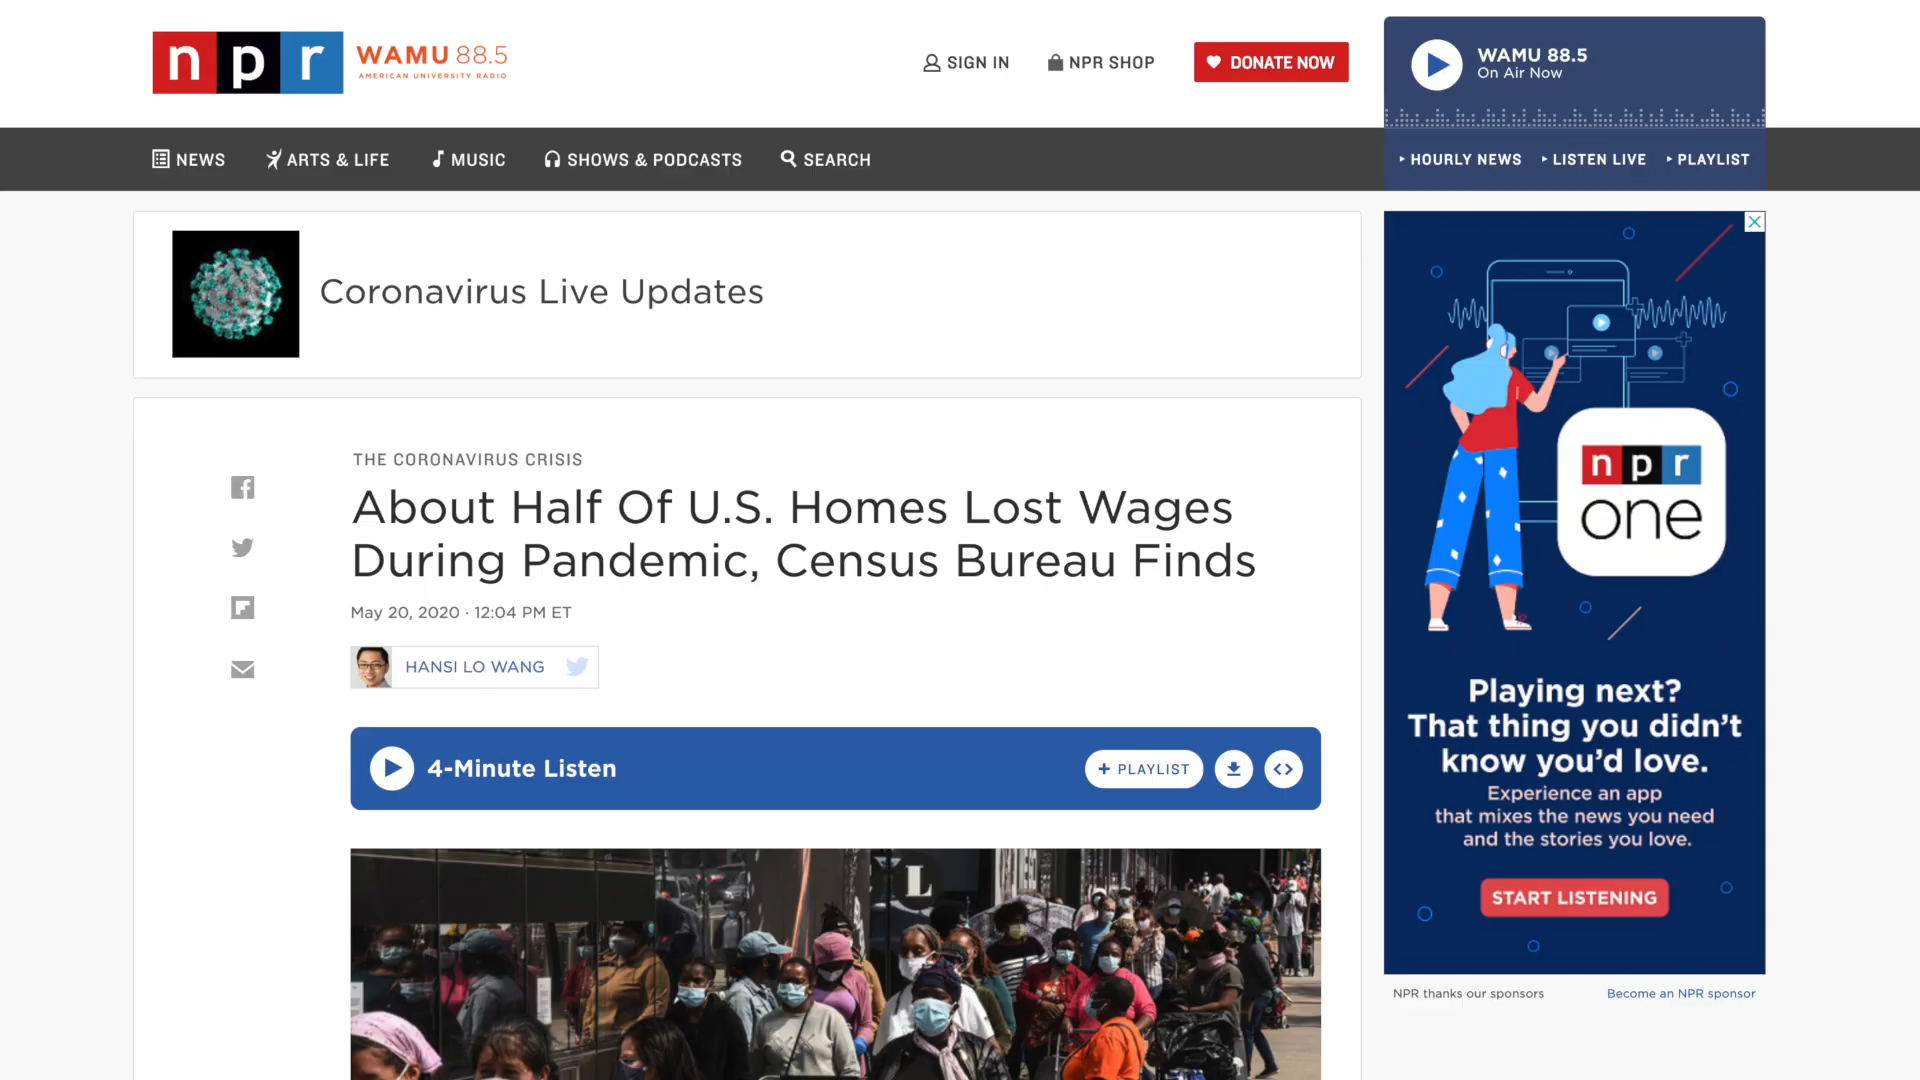 npr
WAMU 88.5
AMERICAN UNIVERSITY RADIO
SIGN IN
NPR SHOP
DONATE NOW
WAMU 88.5
On Air Now
NEWS
ARTS & LIFE
MUSIC
SHOWS & PODCASTS
SEARCH
HOURLY NEWS
LISTEN LIVE
PLAYLIST
Coronavirus Live Updates
THE CORONAVIRUS CRISIS
About Half Of U.S. Homes Lost Wages
During Pandemic, Census Bureau Finds
May 20, 2020 · 12:04 PM ET
HANSI LO WANG
4-Minute Listen
+ PLAYLIST
L
npr
one
Playing next?
That thing you didn't
know you'd love.
Experience an app
that mixes the news you need
and the stories you love.
START LISTENING
NPR thanks our sponsors
Become an NPR sponsor